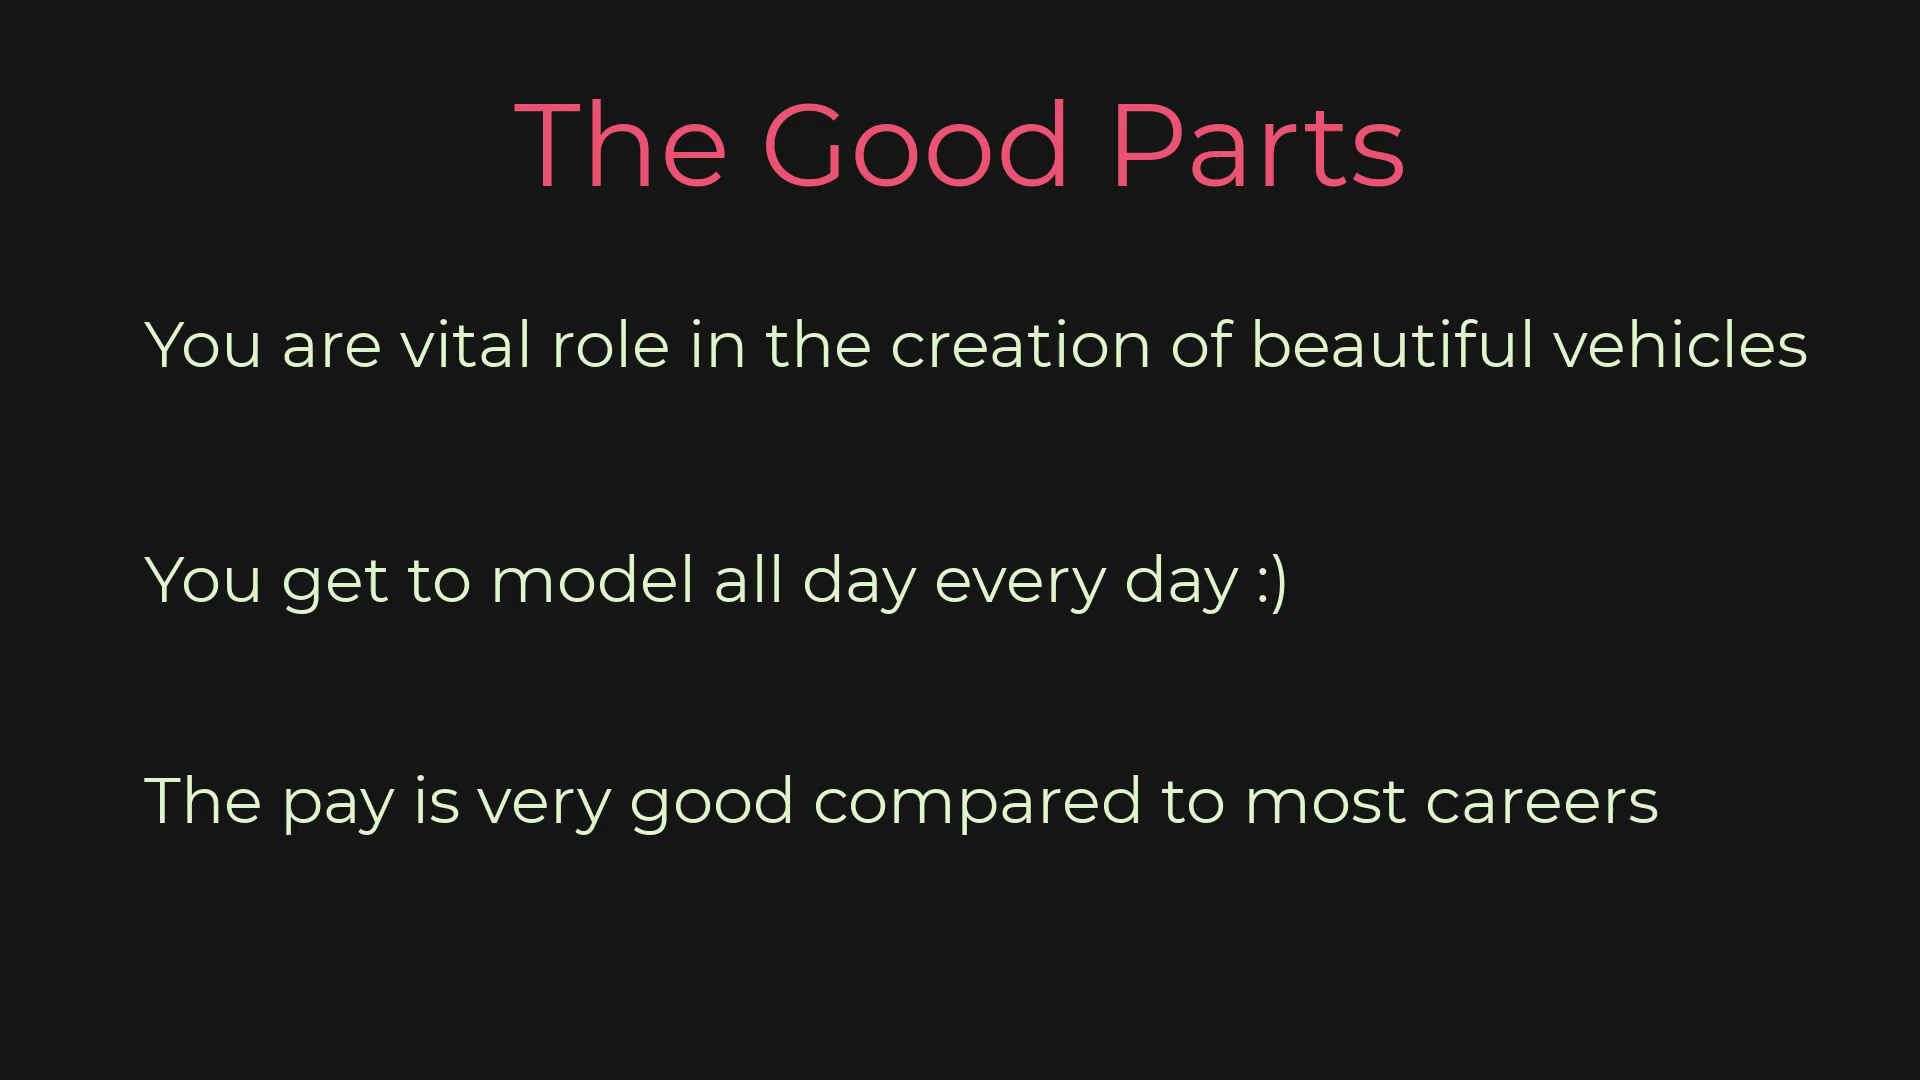 The Good Parts
You are vital role in the creation of beautiful vehicles
You get to model all day every day :)
The pay is very good compared to most careers